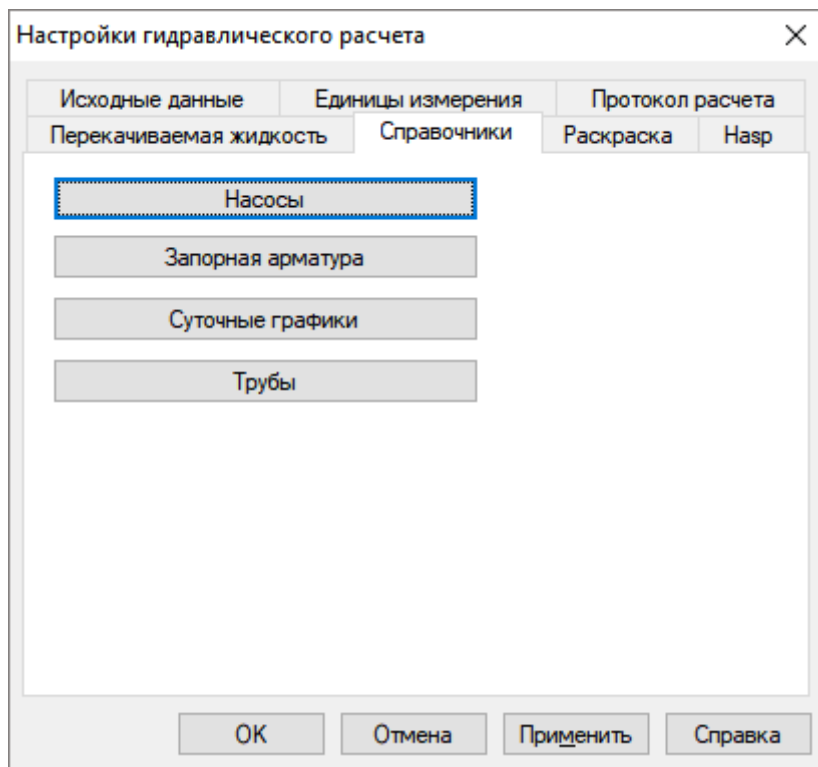 Настройки гидравлического расчета
Исходные данные Единицы измерения Протокол расчета
Перекачиваемая жидкость Справочники Раскраска Hasp
Насосы
Запорная арматура
Суточные графики
Трубы
ОК Отмена Применить Справка